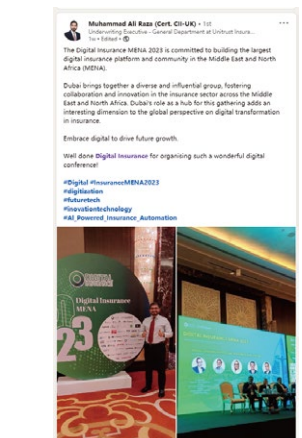 Muhammad Ali Raza (Cert. CII-UK) • 1st
Underwriting Executive - General Department at Unitrust Insura...
1w • Edited •
The Digital Insurance MENA 2023 is committed to building the largest
digital insurance platform and community in the Middle East and North
Africa (MENA).
Dubai brings together a diverse and influential group, fostering
collaboration and innovation in the insurance sector across the Middle
East and North Africa. Dubai's role as a hub for this gathering adds an
interesting dimension to the global perspective on digital transformation
in insurance.
Embrace digital to drive future growth.
Well done Digital Insurance for organising such a wonderful digital
conference!
#Digital #InsuranceMENA2023
#digitization
#futuretech
#inovationtechnology
#AI_Powered_Insurance_Automation
Digital Insurance
MENA
23